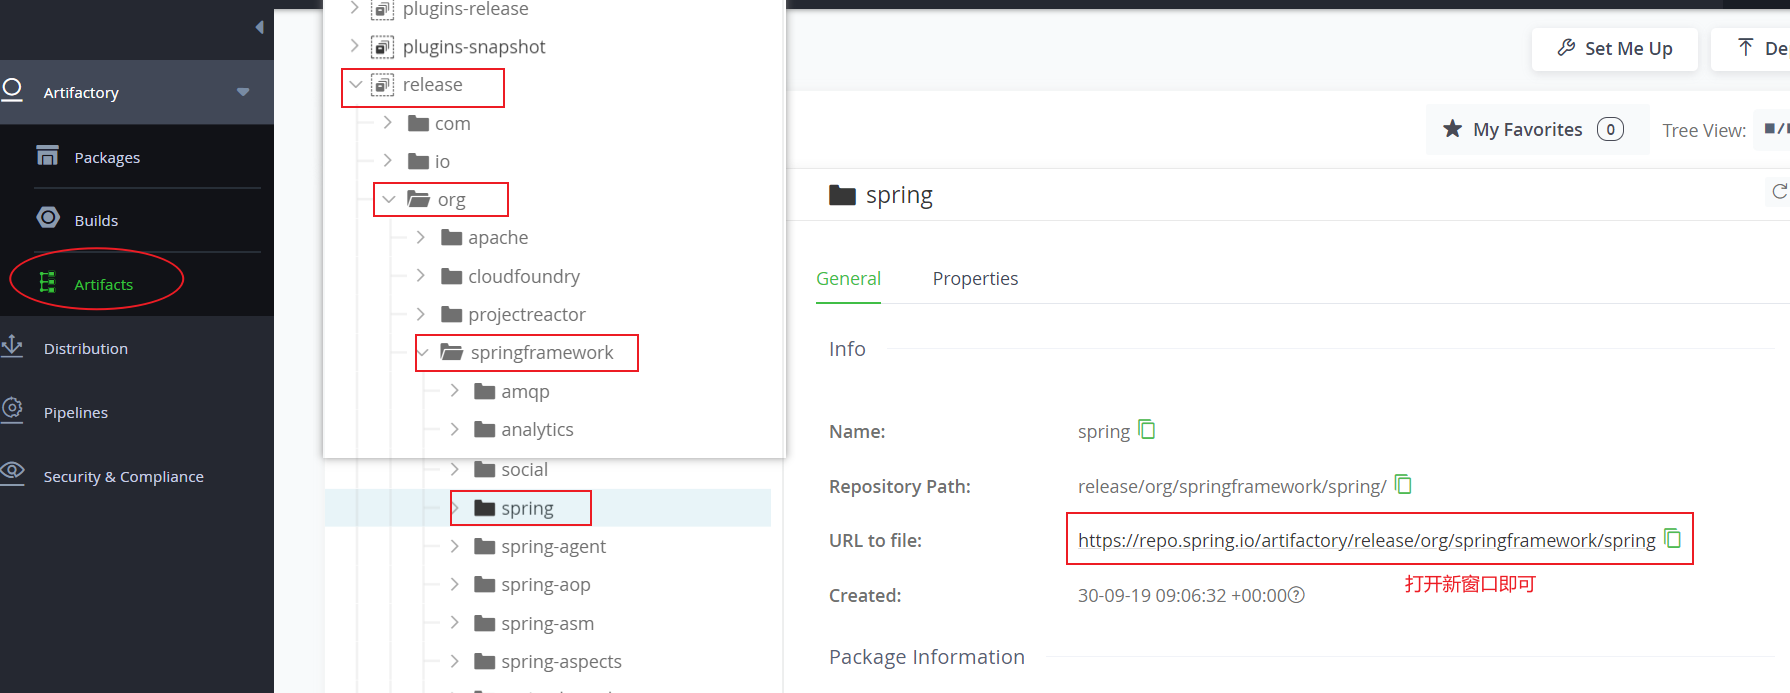 Artifactory
Packages
Builds
Artifacts
Distribution
Pipelines
Security & Compliance
plugins-release
plugins-snapshot
release
com
io
org
apache
cloudfoundry
projectreactor
springframework
amqp
analytics
social
spring
spring-agent
spring-aop
spring-asm
spring-aspects
Set Me Up
My Favorites 0
Tree View:
spring
General Properties
Info
Name: spring
Repository Path: release/org/springframework/spring/
URL to file: https://repo.spring.io/artifactory/release/org/springframework/spring
打开新窗口即可
Created: 30-09-19 09:06:32 +00:00
Package Information